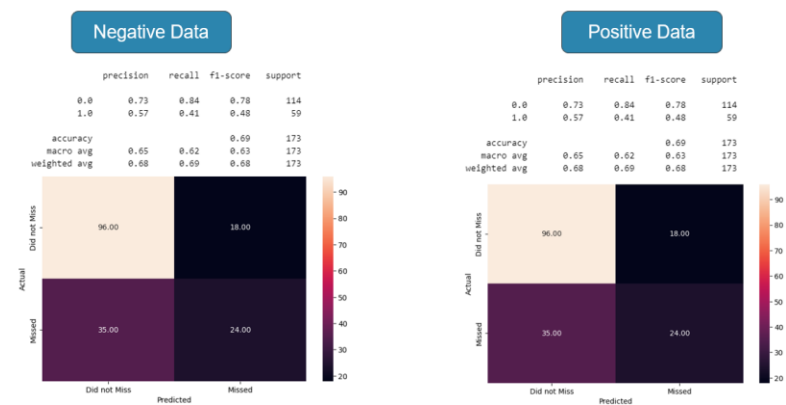 Negative Data
precision recall f1-score support
0.0 0.73 0.84 0.78 114
1.0 0.57 0.41 0.48 59
accuracy 0.69 173
macro avg 0.65 0.62 0.63 173
weighted avg 0.68 0.69 0.68 173
Did not Miss
96.00 18.00
Actual
Missed
35.00 24.00
90
80
70
60
50
40
30
20
Did not Miss Missed
Predicted
Positive Data
precision recall f1-score support
0.0 0.73 0.84 0.78 114
1.0 0.57 0.41 0.48 59
accuracy 0.69 173
macro avg 0.65 0.62 0.63 173
weighted avg 0.68 0.69 0.68 173
Did not Miss
96.00 18.00
Actual
Missed
35.00 24.00
90
80
70
60
50
40
30
20
Did not Miss Missed
Predicted